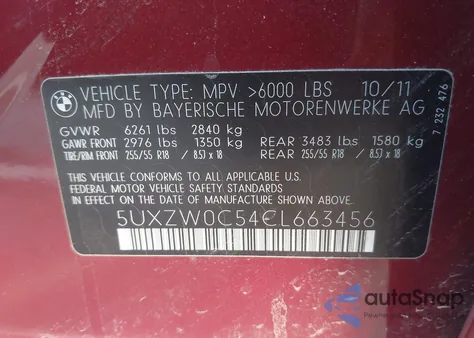 BMW
VEHICLE TYPE: MPV >6000 LBS 10/11
MFD BY BAYERISCHE MOTORENWERKE AG
GVWR 6261 lbs 2840 kg
GAWR FRONT 2976 lbs 1350 kg REAR 3483 lbs 1580 kg
TIRE/RIM FRONT 255/55 R18 / 8.5J x 18 REAR 255/55 R18 / 8.5J x 18
THIS VEHICLE CONFORMS TO ALL APPLICABLE U.S.
FEDERAL MOTOR VEHICLE SAFETY STANDARDS
IN EFFECT ON THE DATE OF MANUFACTURE SHOWN ABOVE.
5UXZW0C54CL663456
7 232 476
autoSnap